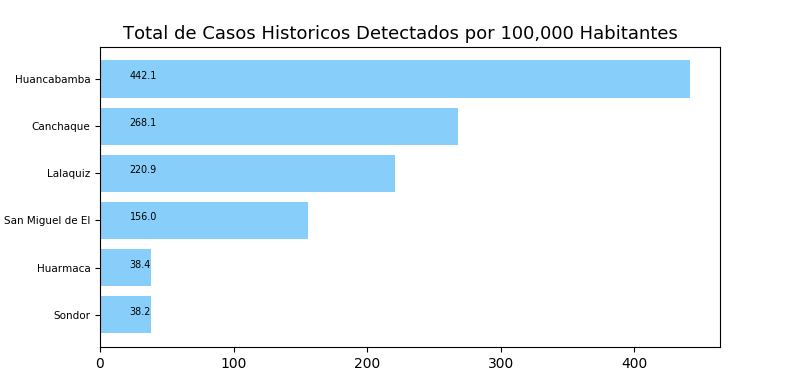 Total de Casos Historicos Detectados por 100,000 Habitantes
Huancabamba 442.1
Canchaque 268.1
Lalaquiz 220.9
San Miguel de El 156.0
Huarmaca 38.4
Sondor 38.2
0 100 200 300 400